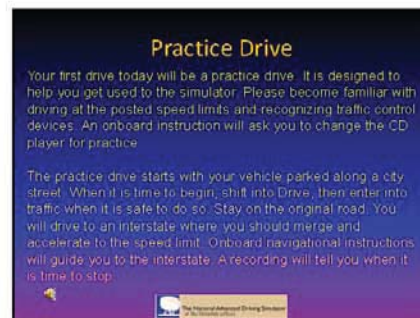 Practice Drive
Your first drive today will be a practice drive. It is designed to
help you get used to the simulator. Please become familiar with
driving at the posted speed limits and recognizing traffic control
devices. An onboard instruction will ask you to change the CD
player for practice
The practice drive starts with your vehicle parked along a city
street. When it is time to begin, shift into Drive, then enter into
traffic when it is safe to do so. Stay on the original road. You
will drive to an interstate where you should merge and
accelerate to the speed limit. Onboard navigational instructions
will guide you to the interstate. A recording will tell you when it
is time to stop.
The National Advanced Driving Simulator